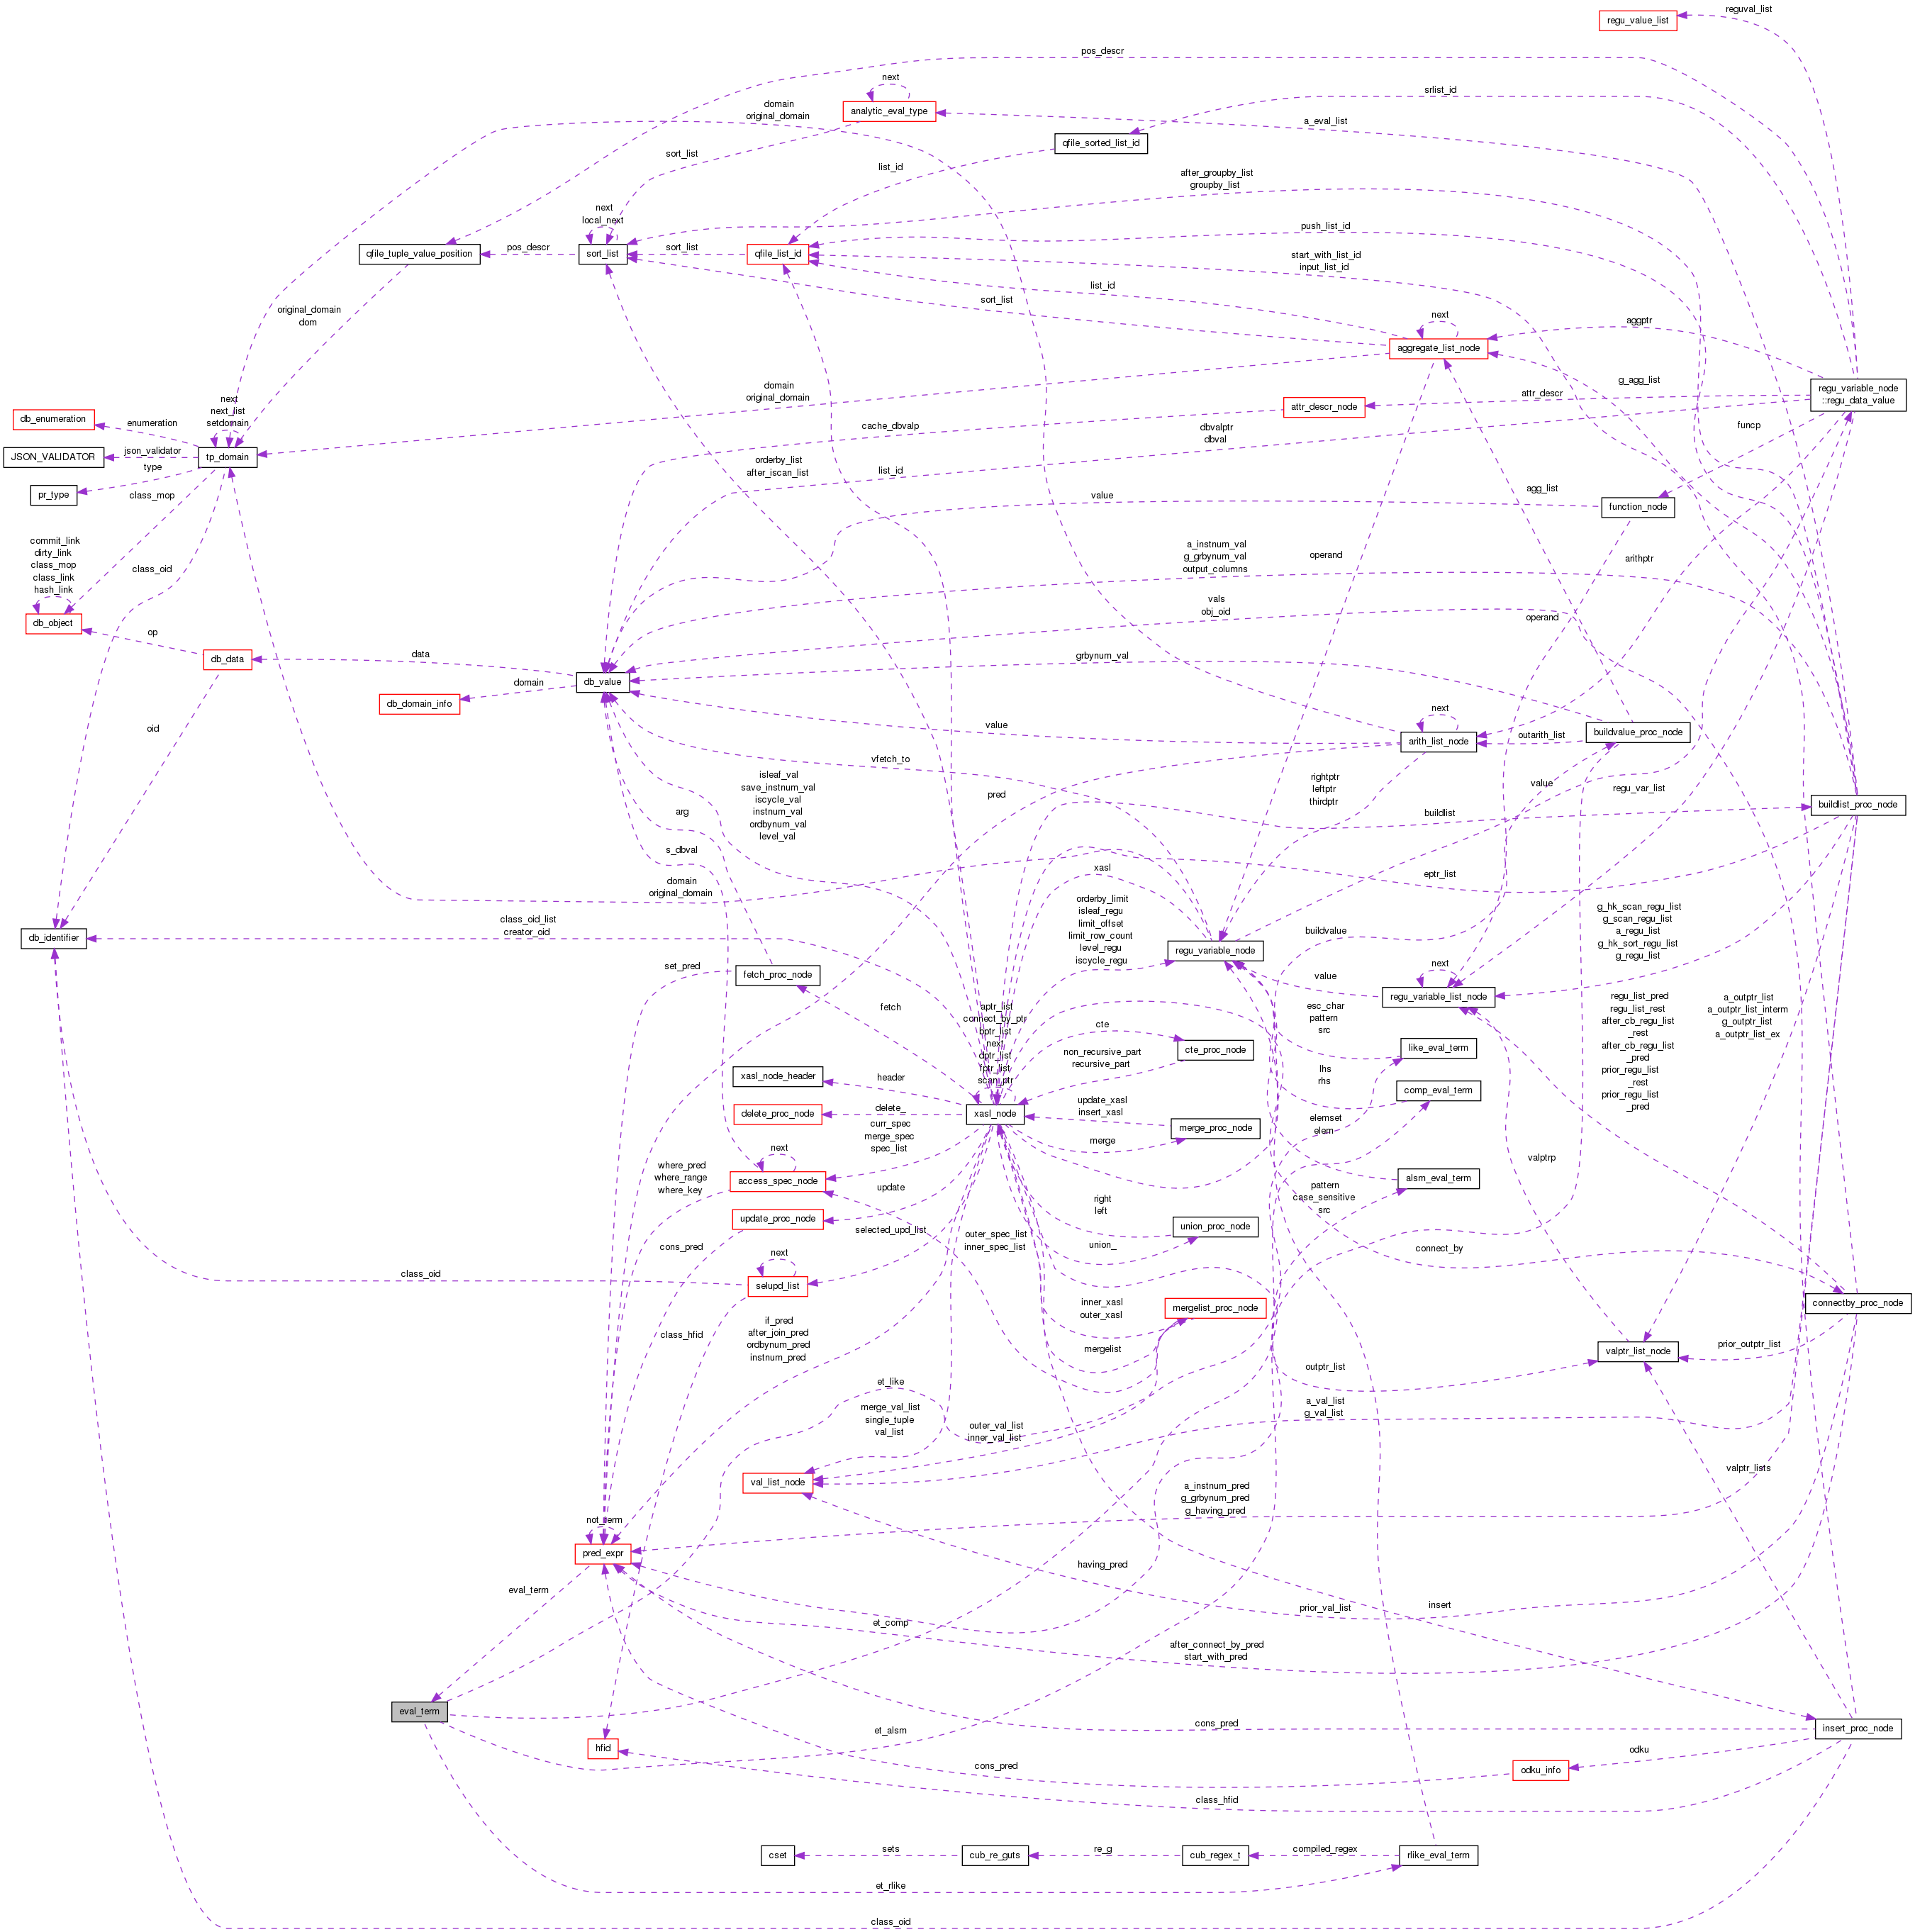 reguval_list
regu_value_list
pos_descr
next
srlist_id
domain
original_domain
analytic_eval_type
a_eval_list
qfile_sorted_list_id
sort_list
list_id
after_groupby_list
groupby_list
next
local_next
push_list_id
qfile_tuple_value_position
pos_descr
sort_list
sort_list
qfile_list_id
start_with_list_id
input_list_id
list_id
sort_list
original_domain
dom
next
aggptr
aggregate_list_node
g_agg_list
regu_variable_node
::regu_data_value
domain
original_domain
attr_descr
attr_descr_node
next
next_list
setdomain
db_enumeration
enumeration
cache_dbvalp
dbvalptr
dbval
funcp
JSON_VALIDATOR
json_validator
tp_domain
type
orderby_list
after_iscan_list
list_id
agg_list
pr_type
class_mop
value
function_node
commit_link
dirty_link
class_mop
class_link
hash_link
class_oid
a_instnum_val
g_grbynum_val
output_columns
operand
arithptr
db_object
op
vals
obj_oid
operand
db_data
data
grbynum_val
db_value
domain
db_domain_info
oid
value
next
arith_list_node
outarith_list
buildvalue_proc_node
vfetch_to
isleaf_val
save_instnum_val
iscycle_val
instnum_val
ordbynum_val
level_val
pred
rightptr
leftptr
thirdptr
value
regu_var_list
buildlist_proc_node
arg
buildlist
s_dbval
xasl
eptr_list
domain
original_domain
orderby_limit
isleaf_regu
limit_offset
limit_row_count
level_regu
iscycle_regu
g_hk_scan_regu_list
g_scan_regu_list
a_regu_list
g_hk_sort_regu_list
g_regu_list
class_oid_list
creator_oid
buildvalue
db_identifier
regu_variable_node
set_pred
fetch_proc_node
next
value
regu_variable_list_node
fetch
aptr_list
connect_by_ptr
bptr_list
next
dptr_list
fptr_list
scan_ptr
cte
esc_char
pattern
src
regu_list_pred
regu_list_rest
after_cb_regu_list
_rest
after_cb_regu_list
_pred
prior_regu_list
_rest
prior_regu_list
_pred
a_outptr_list
a_outptr_list_interm
g_outptr_list
a_outptr_list_ex
cte_proc_node
like_eval_term
non_recursive_part
recursive_part
xasl_node_header
header
lhs
rhs
comp_eval_term
delete_proc_node
delete_
xasl_node
update_xasl
insert_xasl
elemset
elem
merge_proc_node
curr_spec
merge_spec
spec_list
merge
next
where_pred
where_range
where_key
access_spec_node
update
valptrp
pattern
case_sensitive
src
alsm_eval_term
right
left
update_proc_node
selected_upd_list
outer_spec_list
inner_spec_list
union_proc_node
union_
cons_pred
connect_by
next
class_oid
selupd_list
inner_xasl
outer_xasl
mergelist_proc_node
connectby_proc_node
class_hfid
if_pred
after_join_pred
ordbynum_pred
instnum_pred
mergelist
prior_outptr_list
valptr_list_node
outptr_list
et_like
merge_val_list
single_tuple
val_list
outer_val_list
inner_val_list
a_val_list
g_val_list
valptr_lists
val_list_node
a_instnum_pred
g_grbynum_pred
g_having_pred
not_term
pred_expr
having_pred
eval_term
prior_val_list
insert
et_comp
after_connect_by_pred
start_with_pred
eval_term
cons_pred
insert_proc_node
et_alsm
hfid
cons_pred
odku
odku_info
class_hfid
cset
sets
cub_re_guts
re_g
cub_regex_t
compiled_regex
rlike_eval_term
et_rlike
class_oid